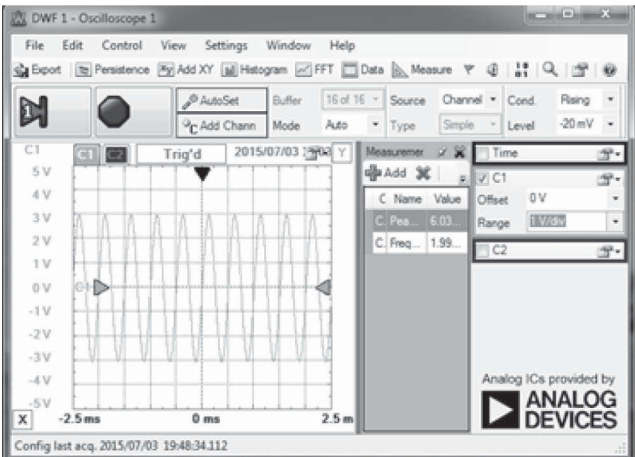 DWF 1 - Oscilloscope 1
File Edit Control View Settings Window Help
Export Persistence Add XY Histogram FFT Data Measure
AutoSet Buffer 16 of 16 Source Channel Cond. Rising
Add Chann Mode Auto Type Simple Level -20 mV
C1 C1 C2 Trig'd 2015/07/03 Y
Measuremer
Add
C Name Value
C. Pea... 6.03...
C. Freq... 1.99...
Time
C1
Offset 0 V
Range 1 V/div
C2
5 V
4 V
3 V
2 V
1 V
0 V
-1 V
-2 V
-3 V
-4 V
-5 V
C1
X -2.5 ms 0 ms 2.5 m
Analog ICs provided by
ANALOG
DEVICES
Config last acq. 2015/07/03 19:48:34.112